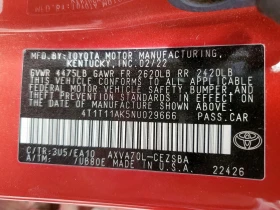 MFD.BY:TOYOTA MOTOR MANUFACTURING,
KENTUCKY, INC. 02/22
GVWR 4475LB GAWR FR 2620LB RR 2420LB
THIS VEHICLE CONFORMS TO ALL APPLICABLE
FEDERAL MOTOR VEHICLE SAFETY, BUMPER, AND
THEFT PREVENTION STANDARDS IN EFFECT ON
THE DATE OF MANUFACTURE SHOWN ABOVE.
4T1T11AK5NU029666 PASS.CAR
C/TR:3U5/EA10 AXVA70L-CEZSBA
A/TM: /UB80E MADE IN U.S.A.
TOYOTA
22426